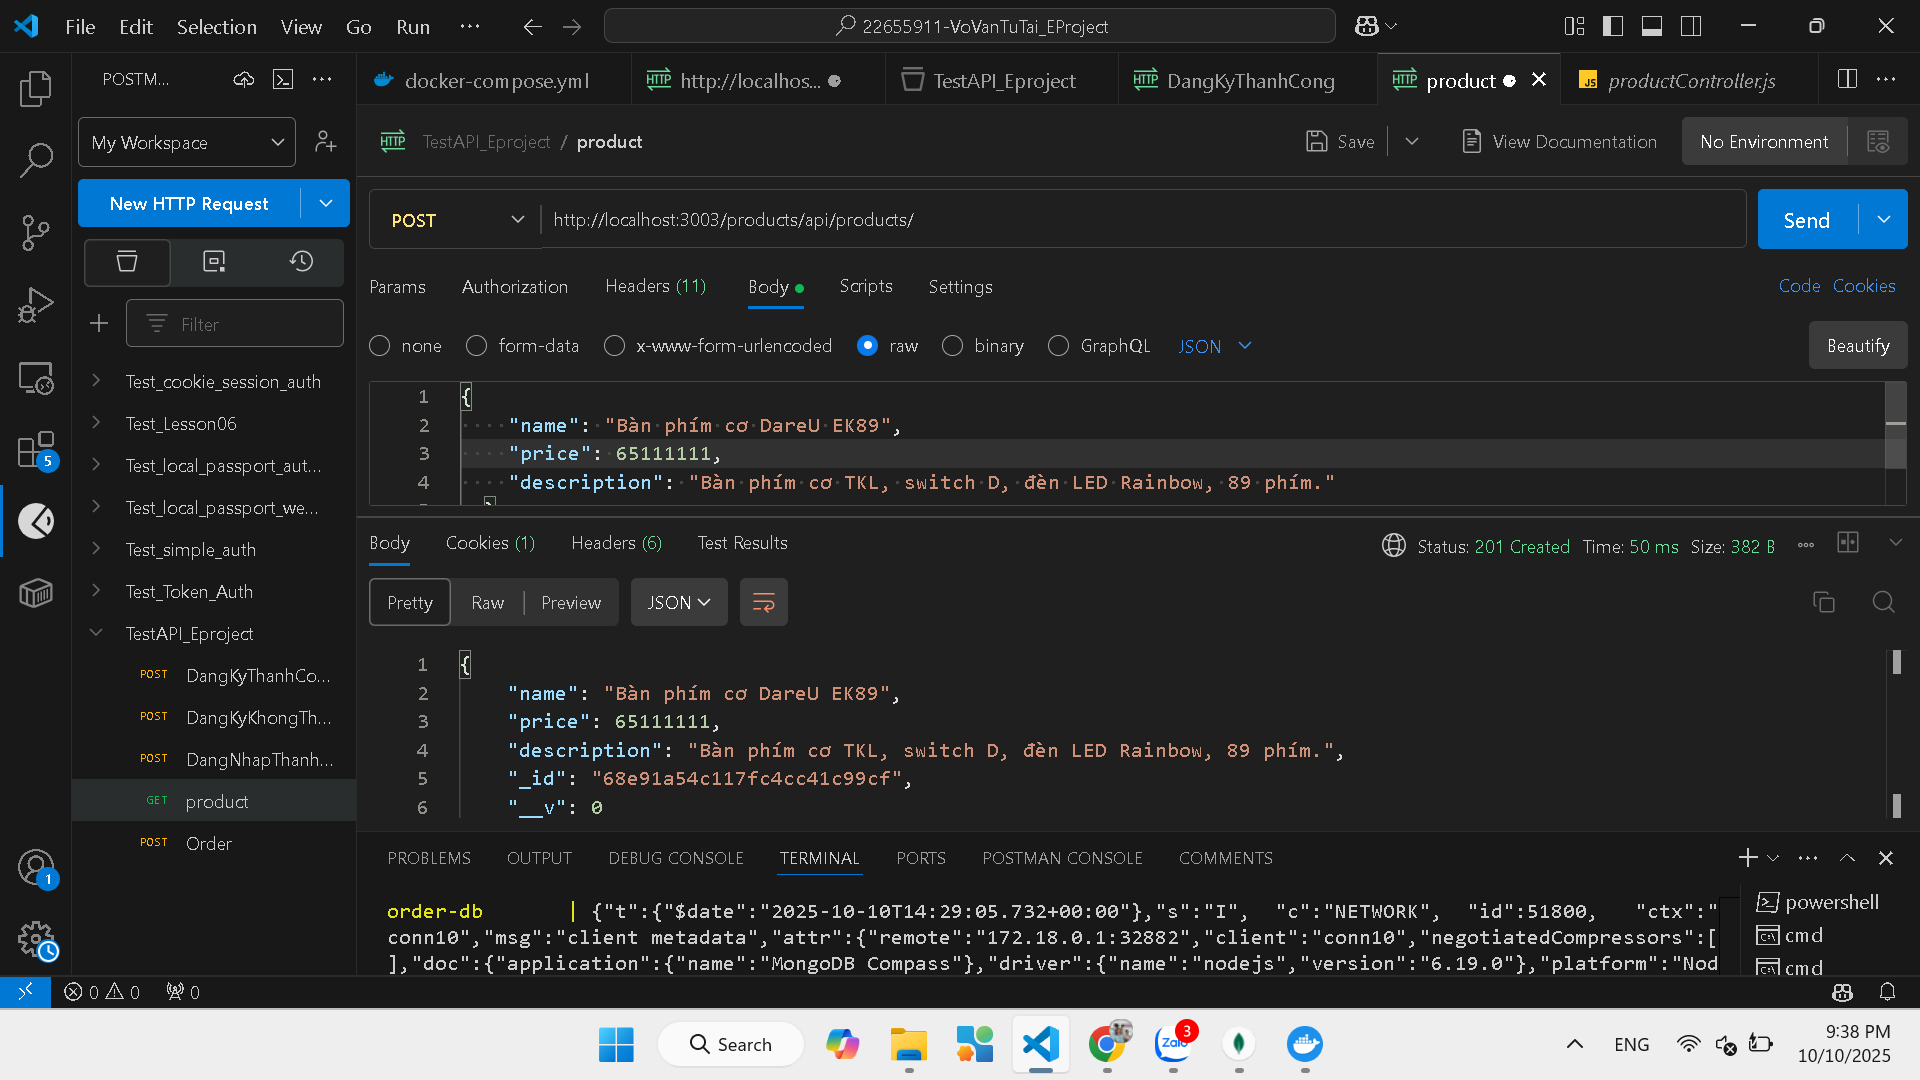 File Edit Selection View Go Run ··· 22655911-VoVanTuTai_EProject
POSTM... ···
My Workspace
New HTTP Request
Filter
Test_cookie_session_auth
Test_Lesson06
Test_local_passport_aut...
Test_local_passport_we...
Test_simple_auth
Test_Token_Auth
TestAPI_Eproject
POST DangKyThanhCo...
POST DangKyKhongTh...
POST DangNhapThanh...
GET product
POST Order
5
1
docker-compose.yml http://localhos... TestAPI_Eproject DangKyThanhCong product JS productController.js ···
HTTP TestAPI_Eproject / product Save View Documentation No Environment
POST http://localhost:3003/products/api/products/ Send
Params Authorization Headers (11) Body Scripts Settings Code Cookies
none form-data x-www-form-urlencoded raw binary GraphQL JSON Beautify
1 {
2 "name": "Bàn phím cơ DareU EK89",
3 "price": 65111111,
4 "description": "Bàn phím cơ TKL, switch D, đèn LED Rainbow, 89 phím."
Body Cookies (1) Headers (6) Test Results Status: 201 Created Time: 50 ms Size: 382 B
Pretty Raw Preview JSON
1 {
2 "name": "Bàn phím cơ DareU EK89",
3 "price": 65111111,
4 "description": "Bàn phím cơ TKL, switch D, đèn LED Rainbow, 89 phím.",
5 "_id": "68e91a54c117fc4cc41c99cf",
6 "__v": 0
PROBLEMS OUTPUT DEBUG CONSOLE TERMINAL PORTS POSTMAN CONSOLE COMMENTS
order-db | {"t":{"$date":"2025-10-10T14:29:05.732+00:00"},"s":"I", "c":"NETWORK", "id":51800, "ctx":"
conn10","msg":"client metadata","attr":{"remote":"172.18.0.1:32882","client":"conn10","negotiatedCompressors":[
],"doc":{"application":{"name":"MongoDB Compass"},"driver":{"name":"nodejs","version":"6.19.0"},"platform":"Nod
powershell
cmd
cmd
0 0 0
Search Zalo 3 ENG 9:38 PM
10/10/2025